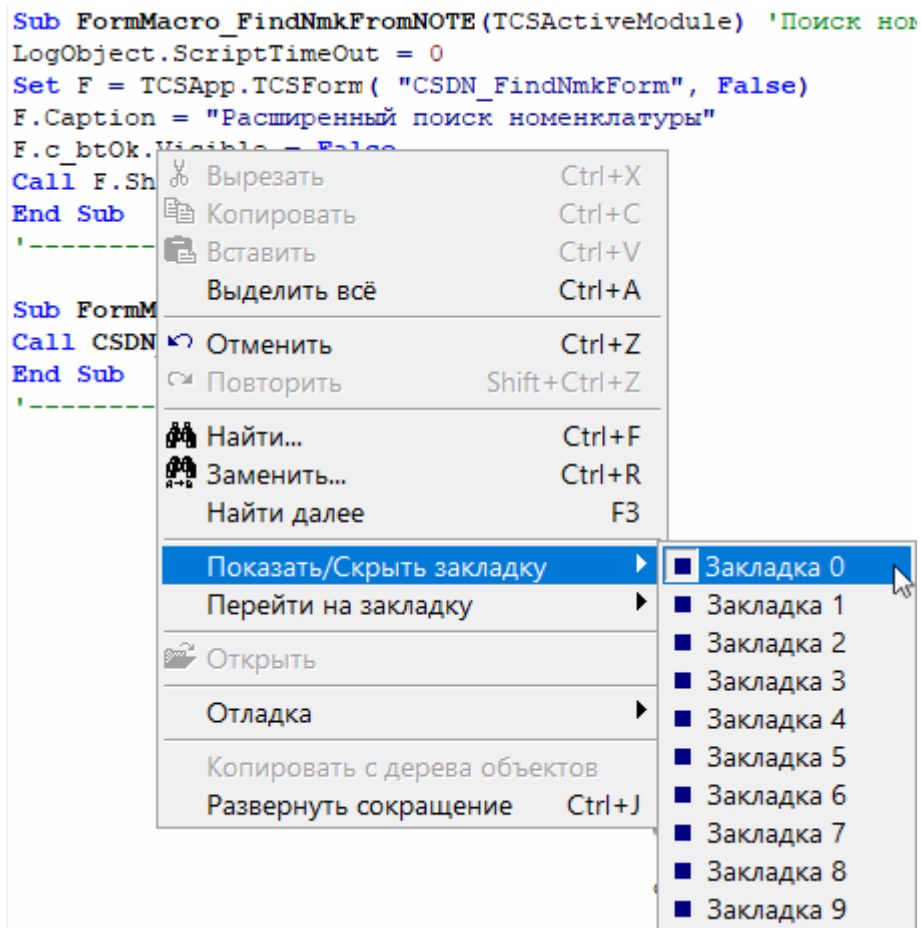 Sub FormMacro_FindNmkFromNOTE(TCSActiveModule) 'Поиск
LogObject.ScriptTimeOut = 0
Set F = TCSApp.TCSForm( "CSDN_FindNmkForm", False)
F.Caption = "Расширенный поиск номенклатуры"
F.c_btOk.Visible = False
Call F.Sh
End Sub
'---------
Sub FormM
Call CSDN
End Sub
'---------
Вырезать Ctrl+X
Копировать Ctrl+C
Вставить Ctrl+V
Выделить всё Ctrl+A
Отменить Ctrl+Z
Повторить Shift+Ctrl+Z
Найти... Ctrl+F
Заменить... Ctrl+R
Найти далее F3
Показать/Скрыть закладку
Перейти на закладку
Открыть
Отладка
Копировать с дерева объектов
Развернуть сокращение Ctrl+J
Закладка 0
Закладка 1
Закладка 2
Закладка 3
Закладка 4
Закладка 5
Закладка 6
Закладка 7
Закладка 8
Закладка 9